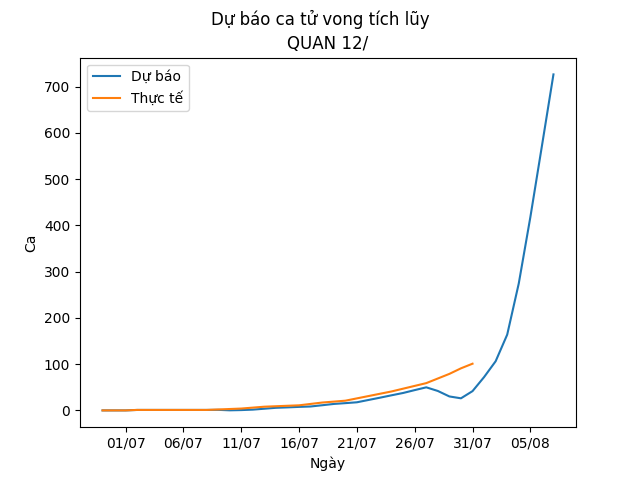 Dự báo ca tử vong tích lũy
QUAN 12/
Dự báo
Thực tế
700
600
500
400
300
200
100
0
Ca
01/07 06/07 11/07 16/07 21/07 26/07 31/07 05/08
Ngày